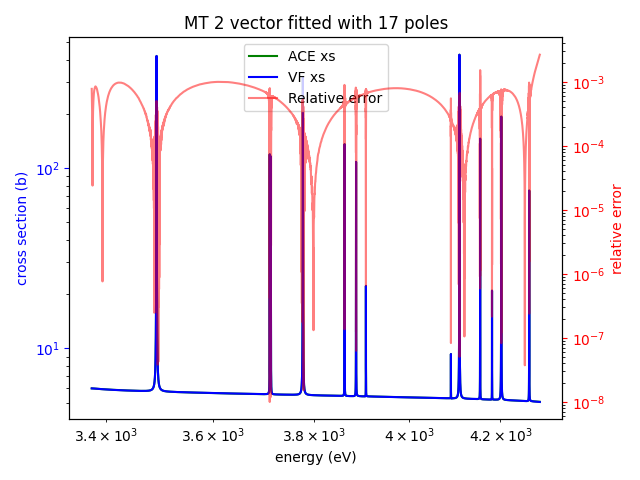 MT 2 vector fitted with 17 poles
ACE xs
VF xs
Relative error
cross section (b)
10²
10¹
relative error
10⁻³
10⁻⁴
10⁻⁵
10⁻⁶
10⁻⁷
10⁻⁸
3.4 × 10³ 3.6 × 10³ 3.8 × 10³ 4 × 10³ 4.2 × 10³
energy (eV)